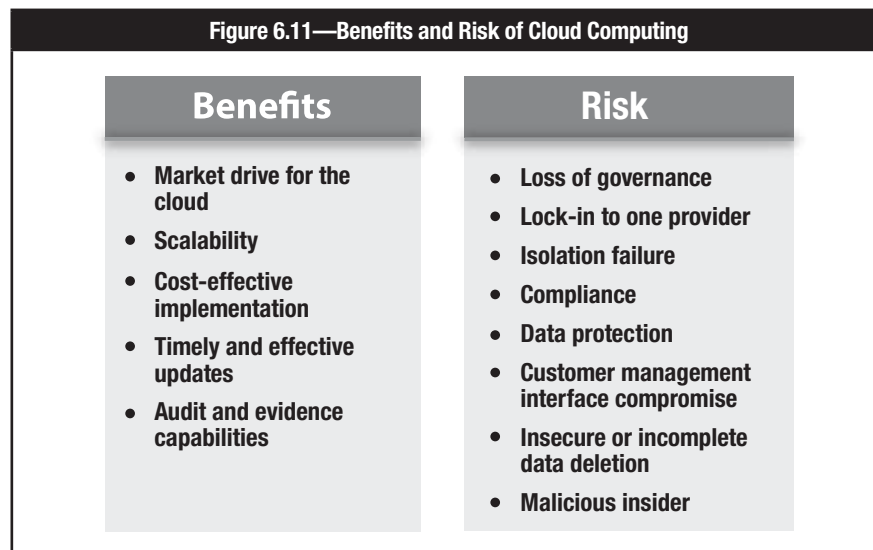 Figure 6.11—Benefits and Risk of Cloud Computing
Benefits
• Market drive for the
cloud
• Scalability
• Cost-effective
implementation
• Timely and effective
updates
• Audit and evidence
capabilities
Risk
• Loss of governance
• Lock-in to one provider
• Isolation failure
• Compliance
• Data protection
• Customer management
interface compromise
• Insecure or incomplete
data deletion
• Malicious insider